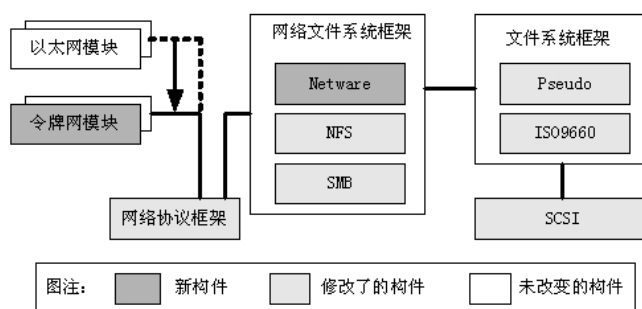 以太网模块
令牌网模块
网络协议框架
网络文件系统框架
Netware
NFS
SMB
文件系统框架
Pseudo
ISO9660
SCSI
图注：
新构件
修改了的构件
未改变的构件